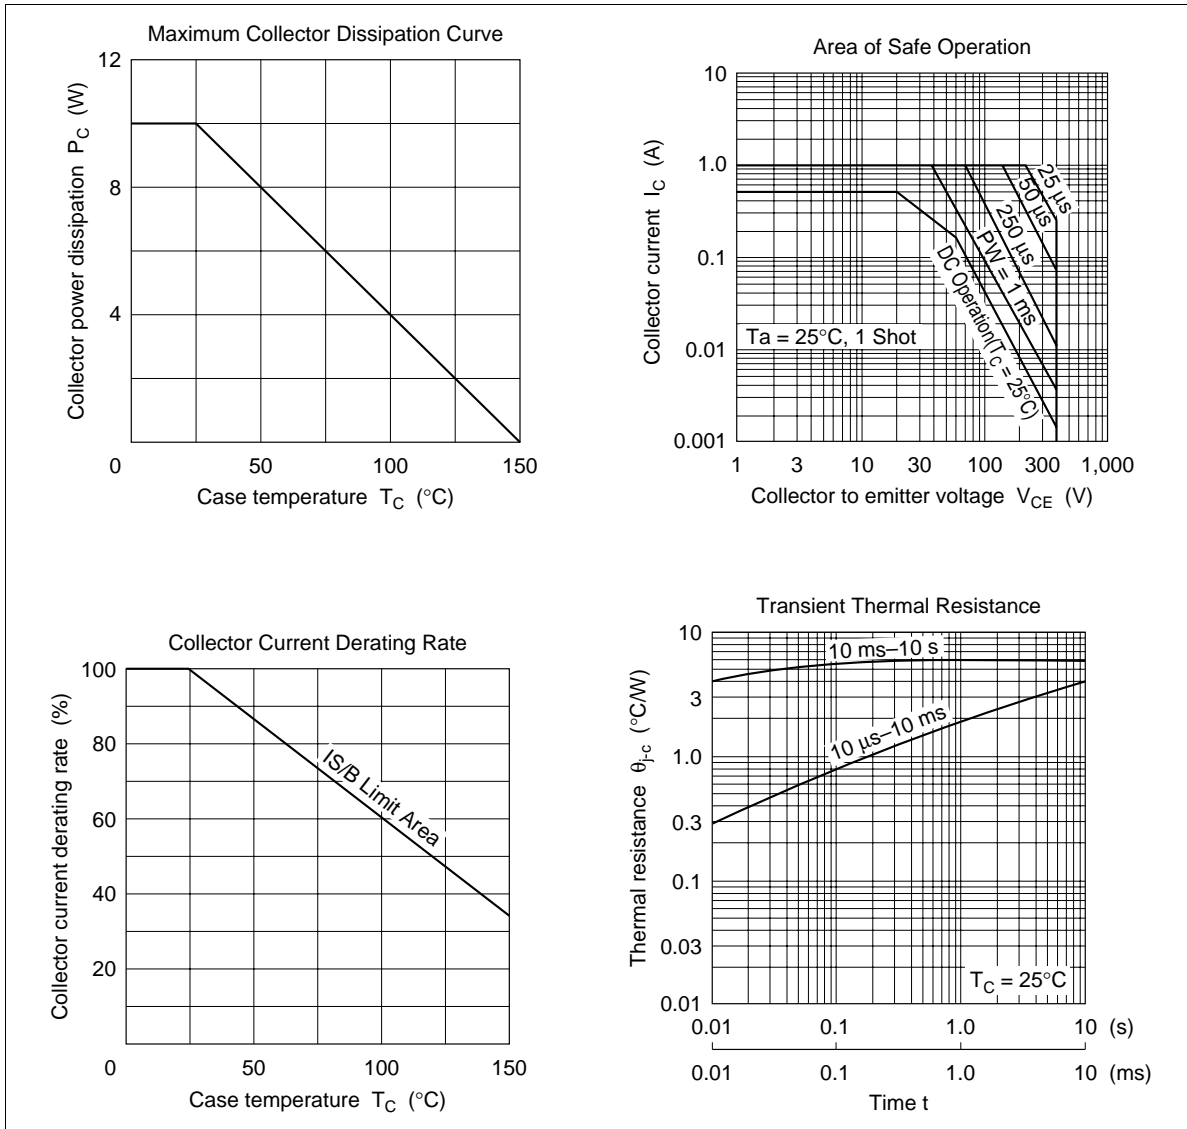 Maximum Collector Dissipation Curve
12
8
4
0
50
100
150
Collector power dissipation P_C (W)
Case temperature T_C (°C)
Area of Safe Operation
10
1.0
0.1
0.01
0.001
1
3
10
30
100
300
1,000
Collector current I_C (A)
25 µs
50 µs
250 µs
PW = 1 ms
DC Operation(T_C = 25°C)
Ta = 25°C, 1 Shot
Collector to emitter voltage V_CE (V)
Collector Current Derating Rate
100
80
60
40
20
0
50
100
150
Collector current derating rate (%)
IS/B Limit Area
Case temperature T_C (°C)
Transient Thermal Resistance
10
3
1.0
0.3
0.1
0.03
0.01
Thermal resistance θ_j-c (°C/W)
10 ms–10 s
10 µs–10 ms
T_C = 25°C
0.01 0.1 1.0 10 (s)
0.01 0.1 1.0 10 (ms)
Time t